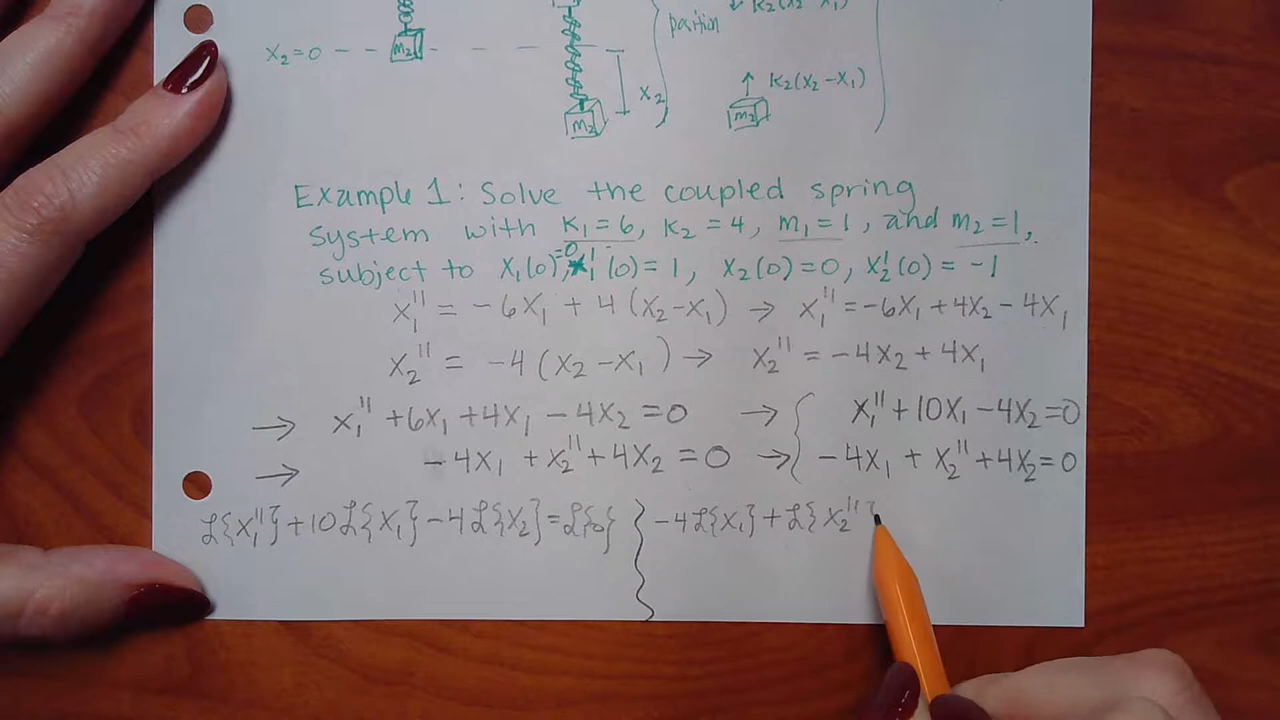 ↓ K₂(x₂-x₁)
position
x₂=0
m₂
K₂(x₂-x₁)
x₂
m₂
m₂
Example 1: Solve the coupled spring
system with K₁=6, K₂=4, m₁=1, and m₂=1,
subject to x₁(0)=0, x₁'(0)=1, x₂(0)=0, x₂'(0)=-1
x₁''=-6x₁+4(x₂-x₁) → x₁''=-6x₁+4x₂-4x₁
x₂''=-4(x₂-x₁) → x₂''=-4x₂+4x₁
→ x₁''+6x₁+4x₁-4x₂=0 → { x₁''+10x₁-4x₂=0
→ -4x₁+x₂''+4x₂=0 → { -4x₁+x₂''+4x₂=0
ℒ{x₁''}+10ℒ{x₁}-4ℒ{x₂}=ℒ{0} } -4ℒ{x₁}+ℒ{x₂''}